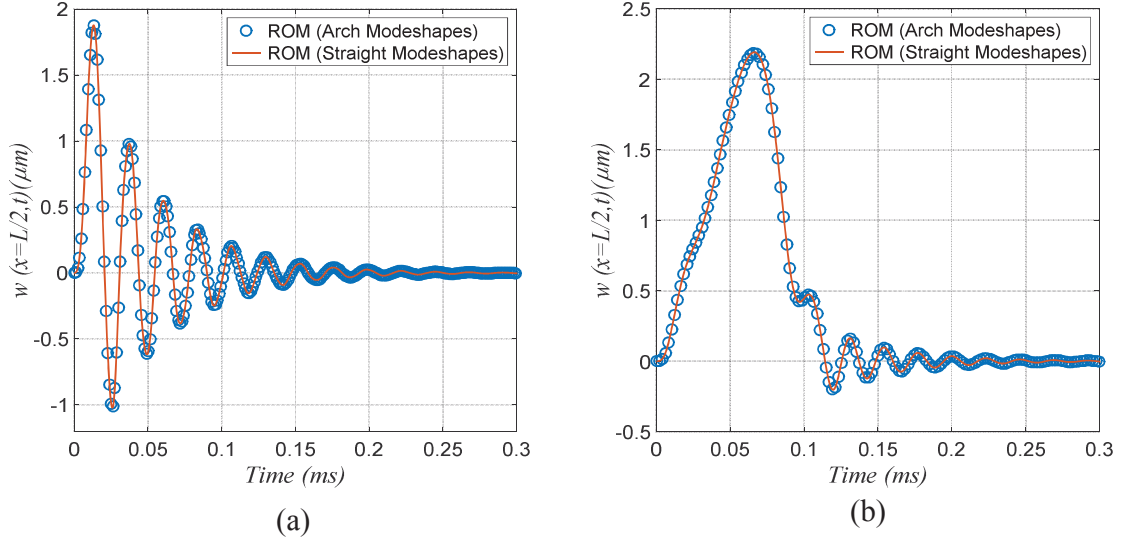 2
1.5
1
0.5
0
-0.5
-1
w(x=L/2,t)(μm)
ROM (Arch Modeshapes)
ROM (Straight Modeshapes)
0 0.05 0.1 0.15 0.2 0.25 0.3
Time (ms)
(a)
2.5
2
1.5
1
0.5
0
-0.5
w(x=L/2,t)(μm)
ROM (Arch Modeshapes)
ROM (Straight Modeshapes)
0 0.05 0.1 0.15 0.2 0.25 0.3
Time (ms)
(b)